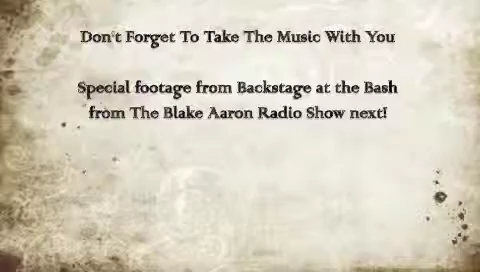 Don't Forget To Take The Music With You
Special footage from Backstage at the Bash
from The Blake Aaron Radio Show next!